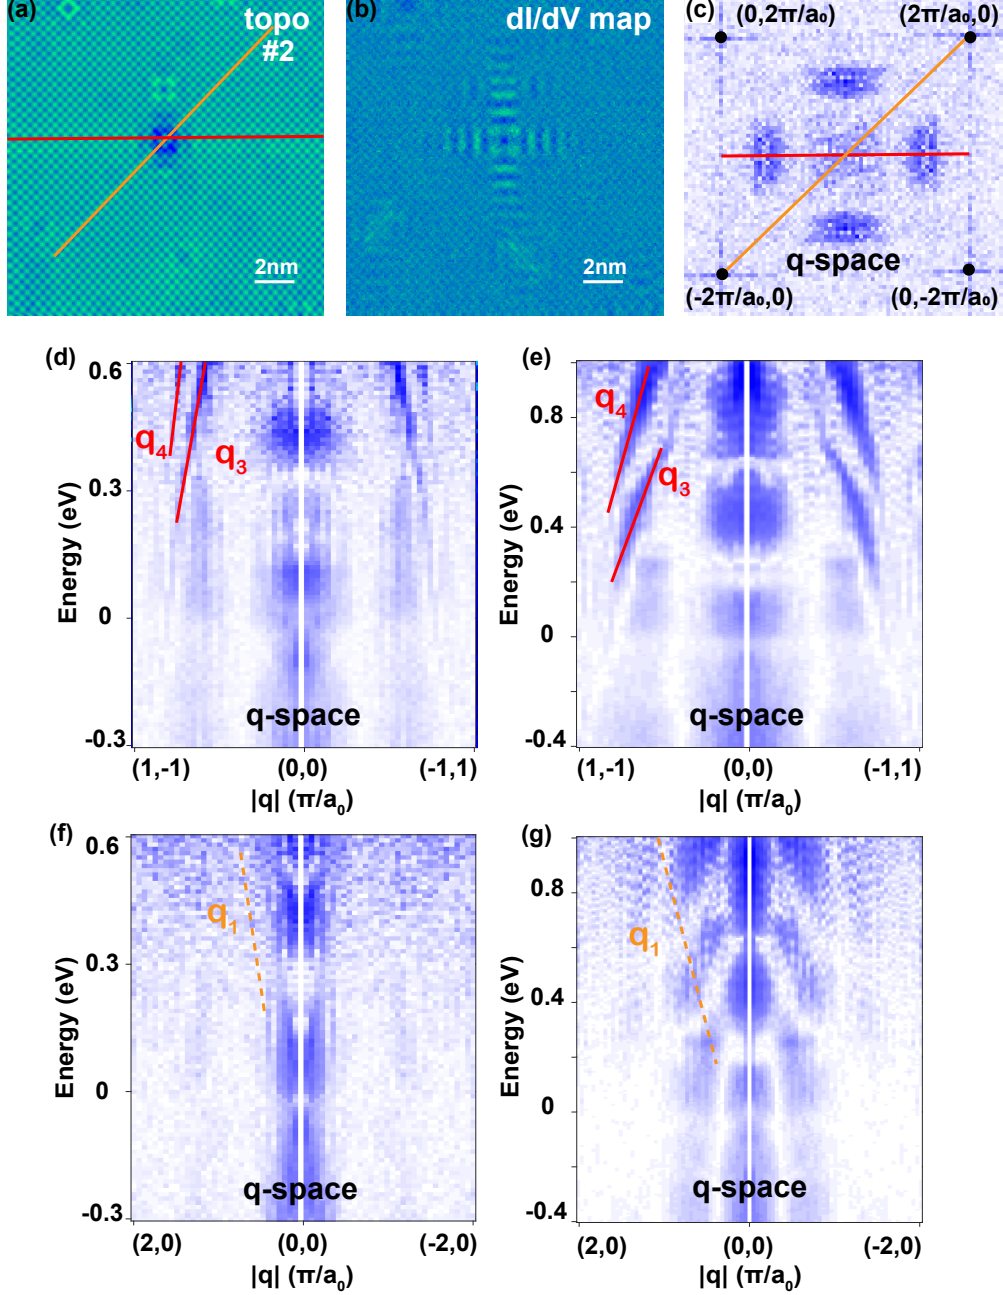 (a)
topo
#2
2nm
(b)
dI/dV map
2nm
(c)
(0,2π/a₀)
(2π/a₀,0)
q-space
(-2π/a₀,0)
(0,-2π/a₀)
(d)
0.6
0.3
0
-0.3
Energy (eV)
q₄
q₃
q-space
(1,-1)
(0,0)
(-1,1)
|q| (π/a₀)
(e)
0.8
0.4
0
-0.4
Energy (eV)
q₄
q₃
q-space
(1,-1)
(0,0)
(-1,1)
|q| (π/a₀)
(f)
0.6
0.3
0
-0.3
Energy (eV)
q₁
q-space
(2,0)
(0,0)
(-2,0)
|q| (π/a₀)
(g)
0.8
0.4
0
-0.4
Energy (eV)
q₁
q-space
(2,0)
(0,0)
(-2,0)
|q| (π/a₀)